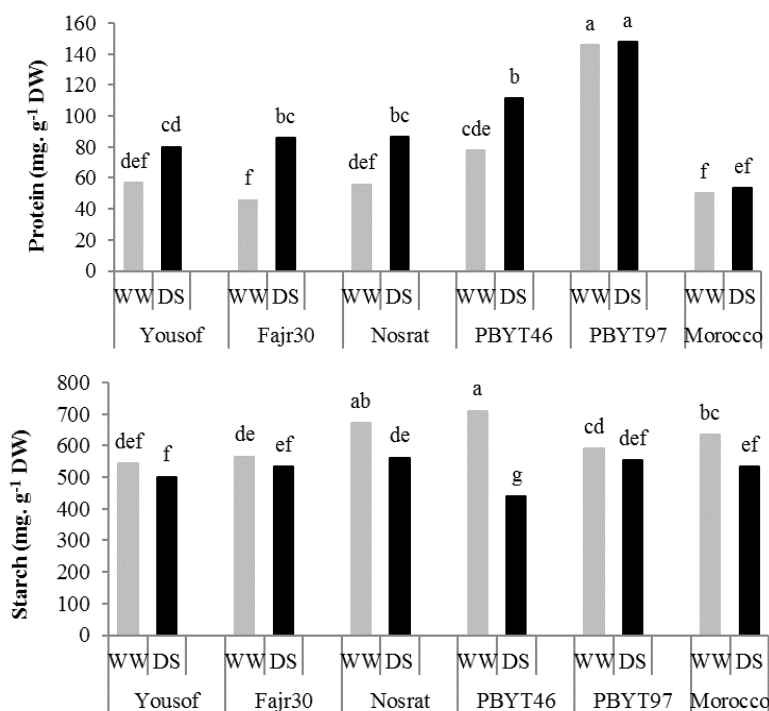 Protein (mg. g-1 DW)
160
140
120
100
80
60
40
20
0
def
cd
f
bc
def
bc
cde
b
a
a
f
ef
WW DS WW DS WW DS WW DS WW DS WW DS
Yousof Fajr30 Nosrat PBYT46 PBYT97 Morocco
Starch (mg. g-1 DW)
800
700
600
500
400
300
200
100
0
def
f
de
ef
ab
de
a
g
cd
def
bc
ef
WW DS WW DS WW DS WW DS WW DS WW DS
Yousof Fajr30 Nosrat PBYT46 PBYT97 Morocco